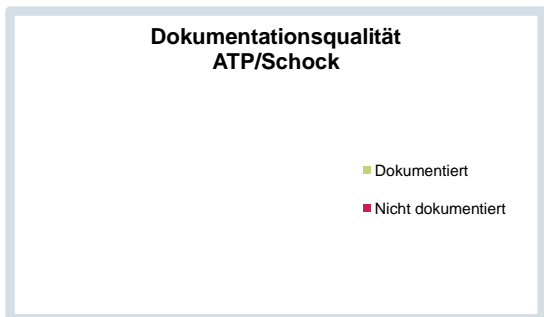 Dokumentationsqualität
ATP/Schock
Dokumentiert
Nicht dokumentiert